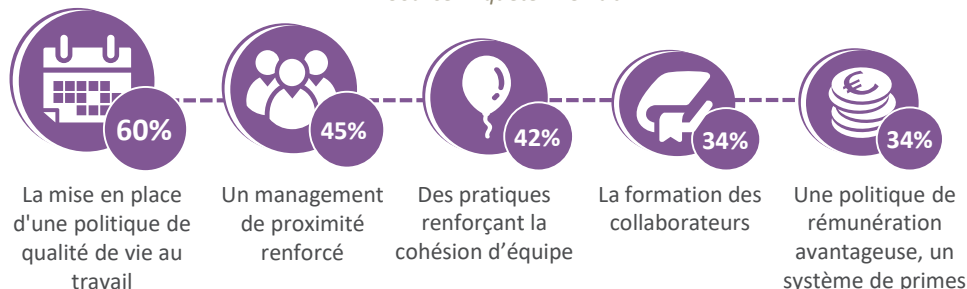 60%
La mise en place
d'une politique de
qualité de vie au
travail
45%
Un management
de proximité
renforcé
42%
Des pratiques
renforçant la
cohésion d’équipe
34%
La formation des
collaborateurs
34%
Une politique de
rémunération
avantageuse, un
système de primes